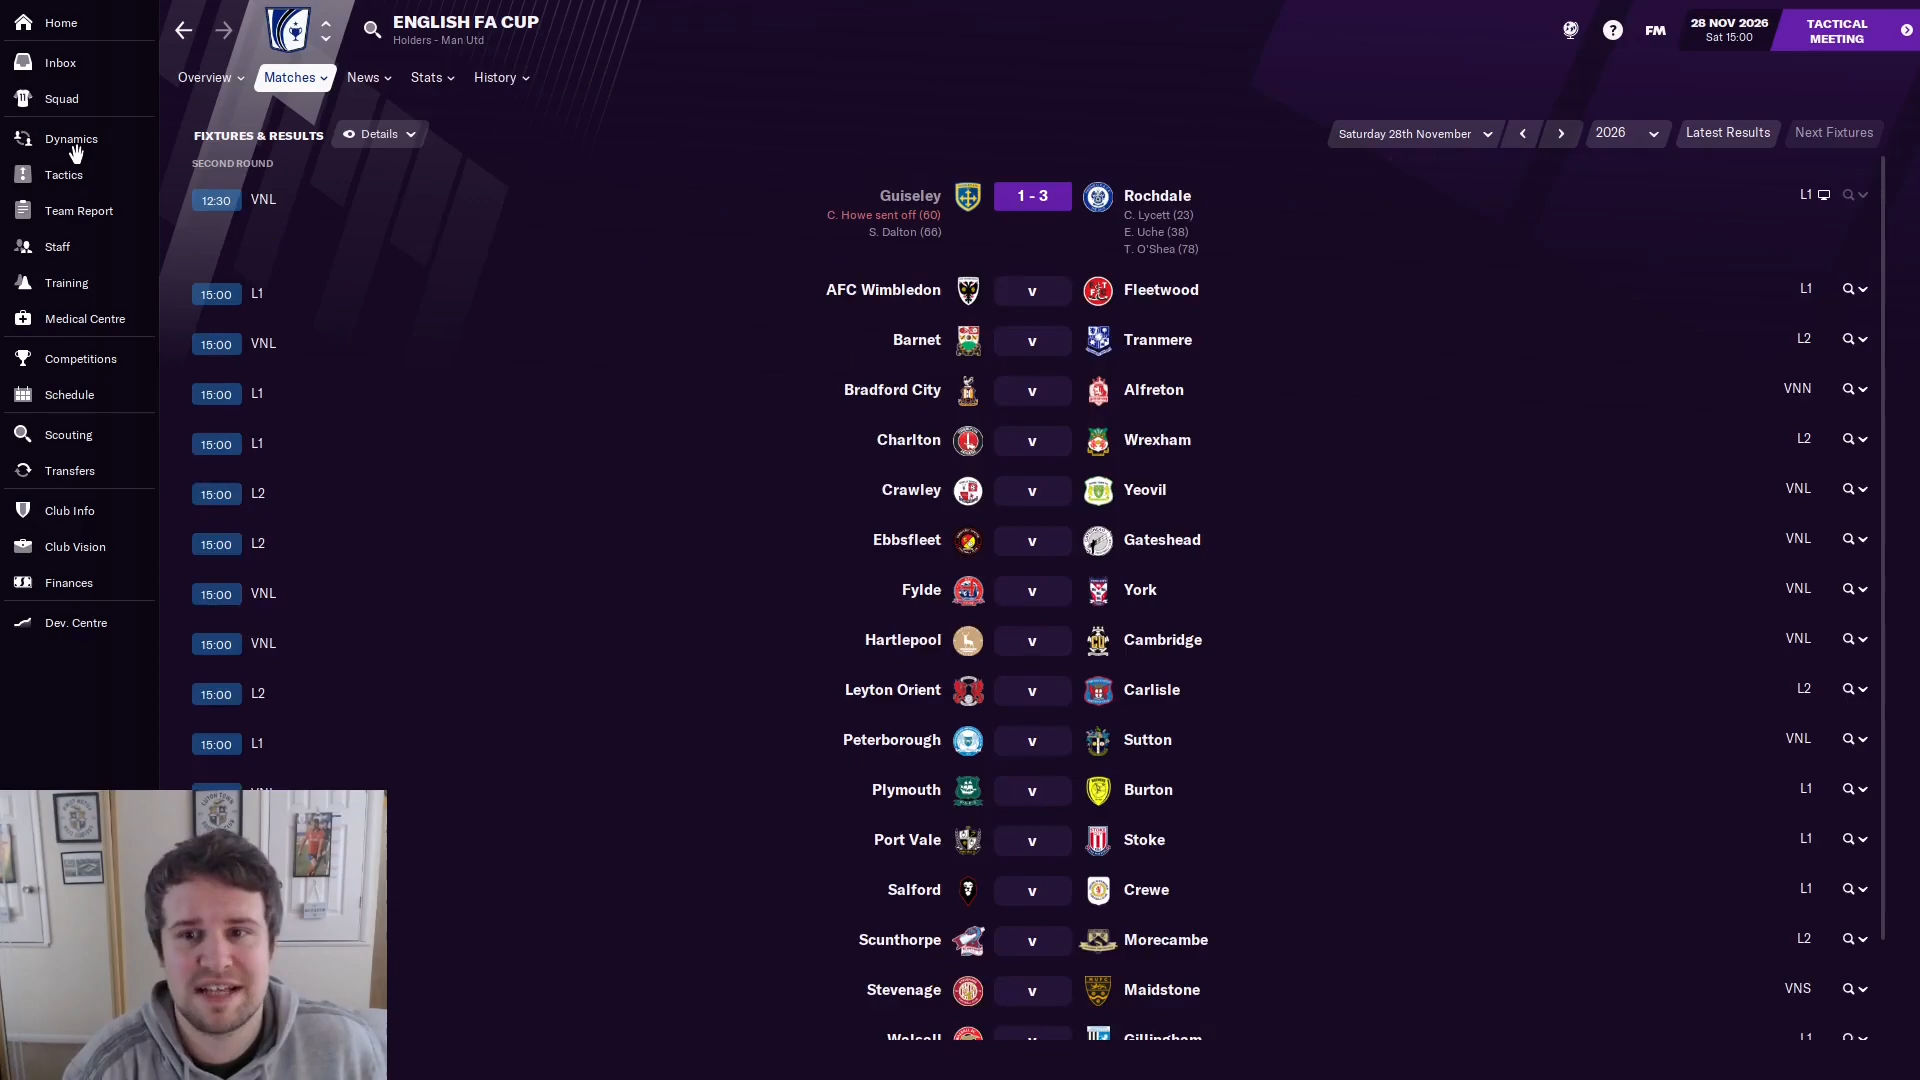 Home
Inbox
Squad
Dynamics
Tactics
Team Report
Staff
Training
Medical Centre
Competitions
Schedule
Scouting
Transfers
Club Info
Club Vision
Finances
Dev. Centre
ENGLISH FA CUP
Holders - Man Utd
FM
28 NOV 2026
Sat 15:00
TACTICAL MEETING
Overview Matches News Stats History
FIXTURES & RESULTS Details
Saturday 28th November 2026 Latest Results Next Fixtures
SECOND ROUND
12:30 VNL Guiseley 1 - 3 Rochdale L1
C. Howe sent off (60) C. Lycett (23)
S. Dalton (66) E. Uche (38)
T. O'Shea (78)
15:00 L1 AFC Wimbledon v Fleetwood L1
15:00 VNL Barnet v Tranmere L2
15:00 L1 Bradford City v Alfreton VNN
15:00 L1 Charlton v Wrexham L2
15:00 L2 Crawley v Yeovil VNL
15:00 L2 Ebbsfleet v Gateshead VNL
15:00 VNL Fylde v York VNL
15:00 VNL Hartlepool v Cambridge VNL
15:00 L2 Leyton Orient v Carlisle L2
15:00 L1 Peterborough v Sutton VNL
Plymouth v Burton L1
Port Vale v Stoke L1
Salford v Crewe L1
Scunthorpe v Morecambe L2
Stevenage v Maidstone VNS
Walsall Gillingham L1